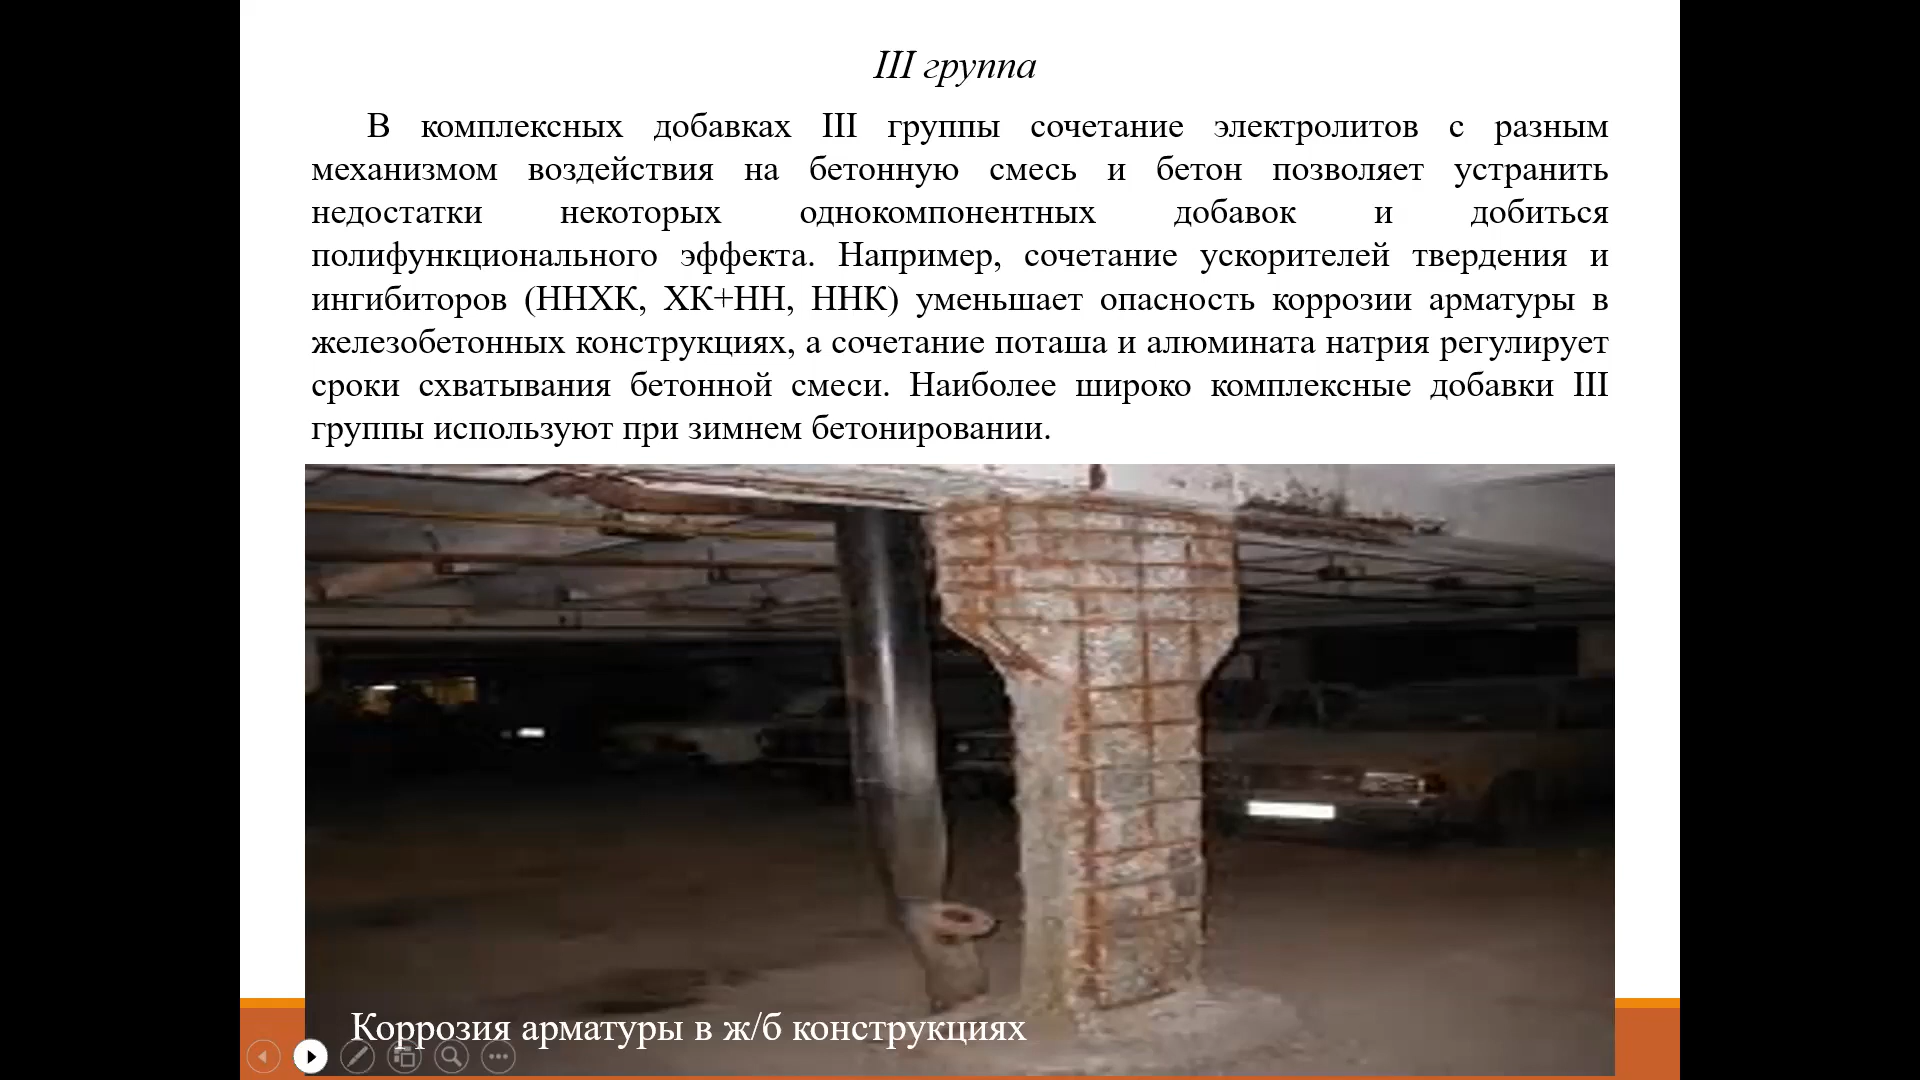 III группа
В комплексных добавках III группы сочетание электролитов с разным
механизмом воздействия на бетонную смесь и бетон позволяет устранить
недостатки некоторых однокомпонентных добавок и добиться
полифункционального эффекта. Например, сочетание ускорителей твердения и
ингибиторов (ННХК, ХК+НН, ННК) уменьшает опасность коррозии арматуры в
железобетонных конструкциях, а сочетание поташа и алюмината натрия регулирует
сроки схватывания бетонной смеси. Наиболее широко комплексные добавки III
группы используют при зимнем бетонировании.
Коррозия арматуры в ж/б конструкциях